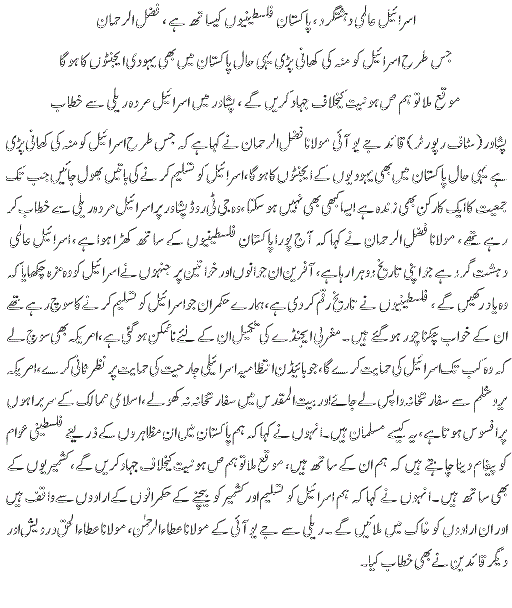 اسرائیل عالمی دہشتگرد، پاکستان فلسطینیوں کیساتھ ہے، فضل الرحمان
جس طرح اسرائیل کو منہ کی کھانی پڑی یہی حال پاکستان میں بھی یہودی ایجنٹوں کا ہوگا
موقع ملا تو ہم صہونیت کیخلاف جہاد کریں گے، پشاور میں اسرائیل مردہ ریلی سے خطاب
پشاور (سٹاف رپورٹر) قائد جے یو آئی مولانا فضل الرحمان نے کہا ہے کہ جس طرح اسرائیل کو منہ کی کھانی پڑی
ہے یہی حال پاکستان میں بھی یہودیوں کے ایجنٹوں کا ہوگا، اسرائیل کو تسلیم کرنے کی باتیں بھول جائیں جب تک
جمعیت کا ایک کارکن بھی زندہ ہے ایسا کبھی بھی نہیں ہو سکتا، وہ جی ٹی روڈ پشاور پر اسرائیل مردہ ریلی سے خطاب کر
رہے تھے، مولانا فضل الرحمان نے کہا کہ آج پورا پاکستان فلسطینیوں کے ساتھ کھڑا ہوا ہے، اسرائیل عالمی
دہشت گرد ہے جو اپنی تاریخ دوہرا رہا ہے، آفرین ان جوانوں اور خواتین پر جنہوں نے اسرائیل کو وہ مزہ چکھایا کہ
وہ یاد رکھیں گے، فلسطینیوں نے تاریخ رقم کردی ہے، ہمارے حکمران جو اسرائیل کو تسلیم کرنے کا سوچ رہے تھے
ان کے خواب چکنا چور ہو گئے ہیں۔ مغربی ایجنڈے کی تکمیل ان کے لئے ناممکن ہوگئی ہے، امریکہ بھی سوچ لے
کہ وہ کب تک اسرائیل کی حمایت کرے گا، جو بائیڈن انتظامیہ اسرائیلی جارحیت کی حمایت پر نظر ثانی کرے، امریکہ
یروشلم سے سفارتخانہ واپس لے جائے اور بیت المقدس میں سفارتخانہ نہ کھولے، اسلامی ممالک کے سربراہوں
پر افسوس ہوتا ہے، یہ کیسے مسلمان ہیں۔ انہوں نے کہا کہ ہم پاکستان میں ان مظاہروں کے ذریعے فلسطینی عوام
کو پیغام دینا چاہتے ہیں کہ ہم ان کے ساتھ ہیں، موقع ملا تو ہم صہونیت کیخلاف جہاد کریں گے، کشمیریوں کے
بھی ساتھ ہیں۔ انہوں نے کہا کہ ہم اسرائیل کو تسلیم اور کشمیر کو بیچنے کے حکمرانوں کے ارادوں سے واقف ہیں
اور ان ارادوں کو خاک میں ملائیں گے۔ ریلی سے جے یو آئی کے مولانا عطاء الرحمٰن، مولانا عطاء الحق درویش اور
دیگر قائدین نے بھی خطاب کیا۔